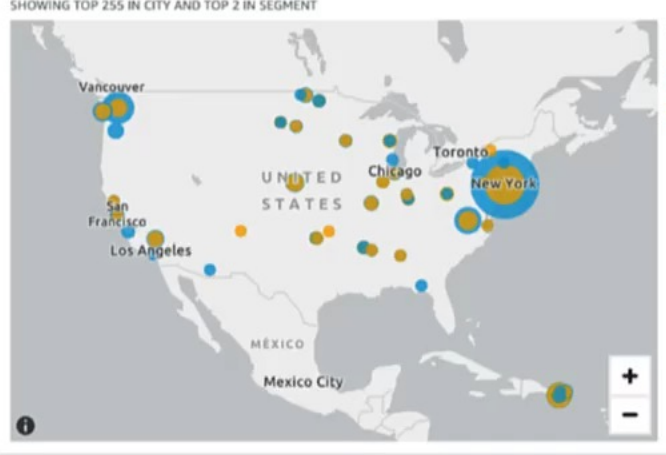 SHOWING TOP 255 IN CITY AND TOP 2 IN SEGMENT
Vancouver
Toronto
Chicago
New York
UNITED
STATES
San
Francisco
Los Angeles
MÉXICO
Mexico City
+
−
i